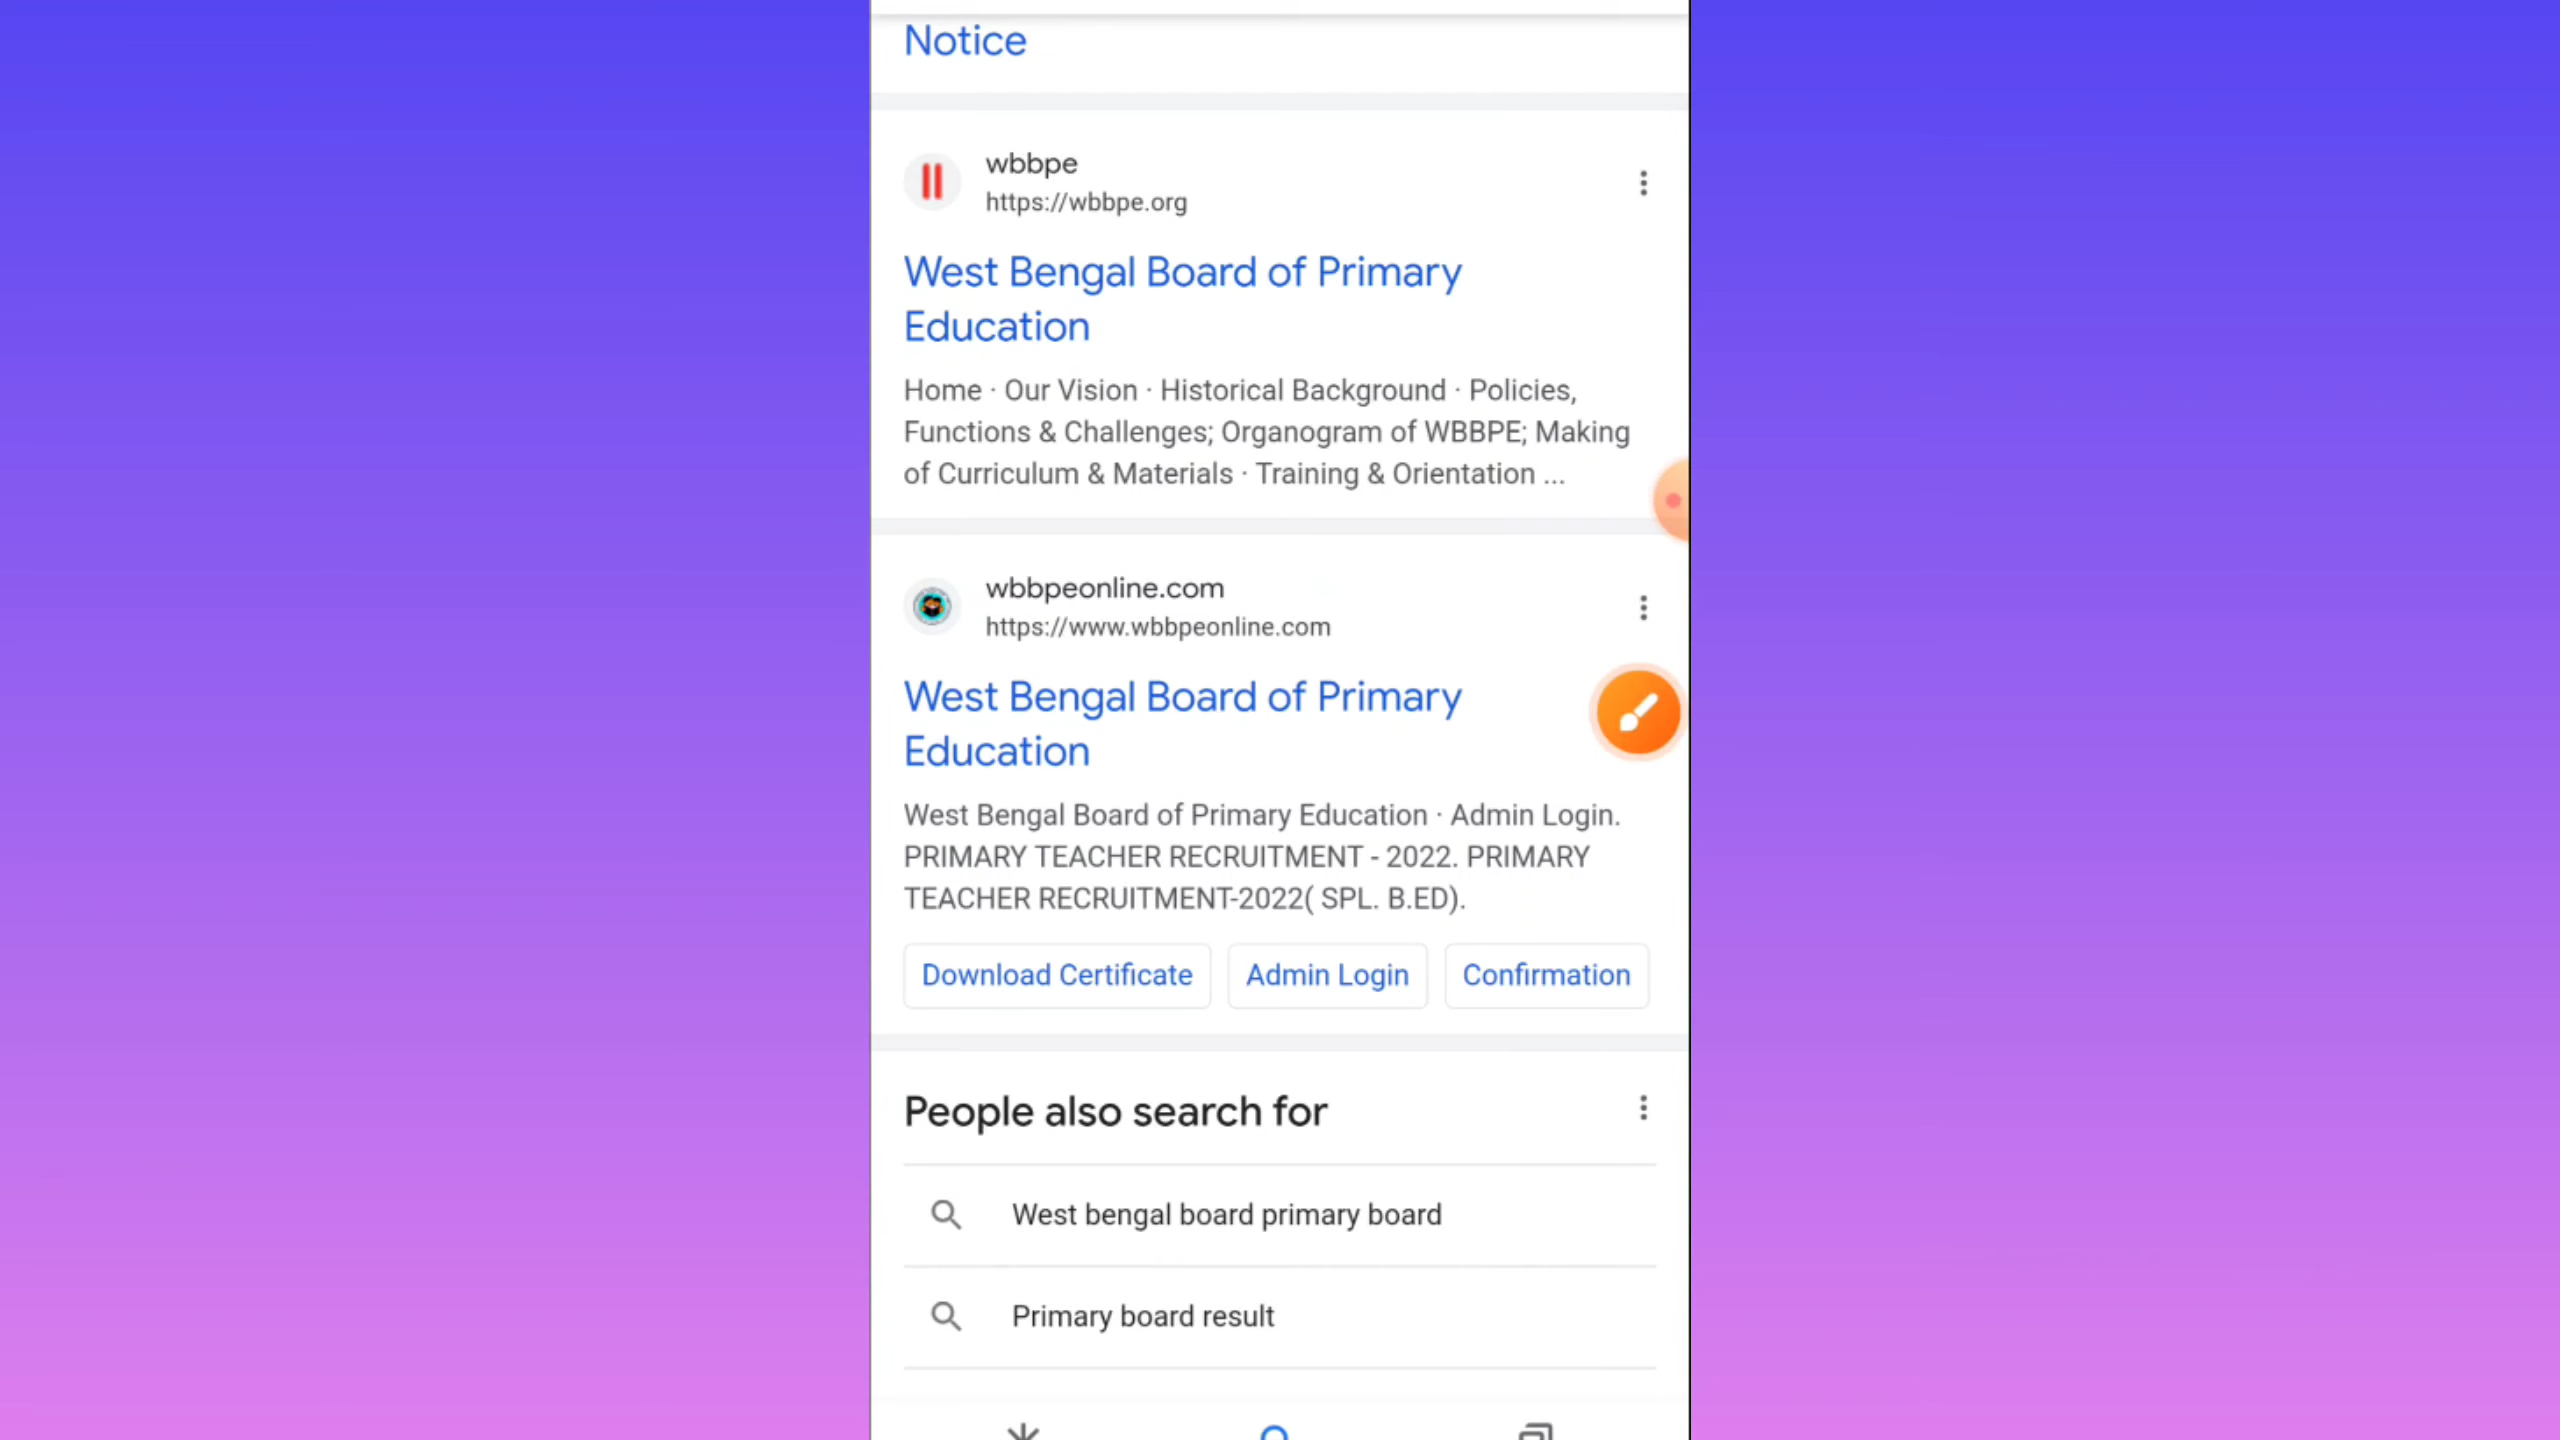 Notice
wbbpe
https://wbbpe.org
West Bengal Board of Primary
Education
Home · Our Vision · Historical Background · Policies,
Functions & Challenges; Organogram of WBBPE; Making
of Curriculum & Materials · Training & Orientation ...
wbbpeonline.com
https://www.wbbpeonline.com
West Bengal Board of Primary
Education
West Bengal Board of Primary Education · Admin Login.
PRIMARY TEACHER RECRUITMENT - 2022. PRIMARY
TEACHER RECRUITMENT-2022( SPL. B.ED).
Download Certificate Admin Login Confirmation
People also search for
West bengal board primary board
Primary board result